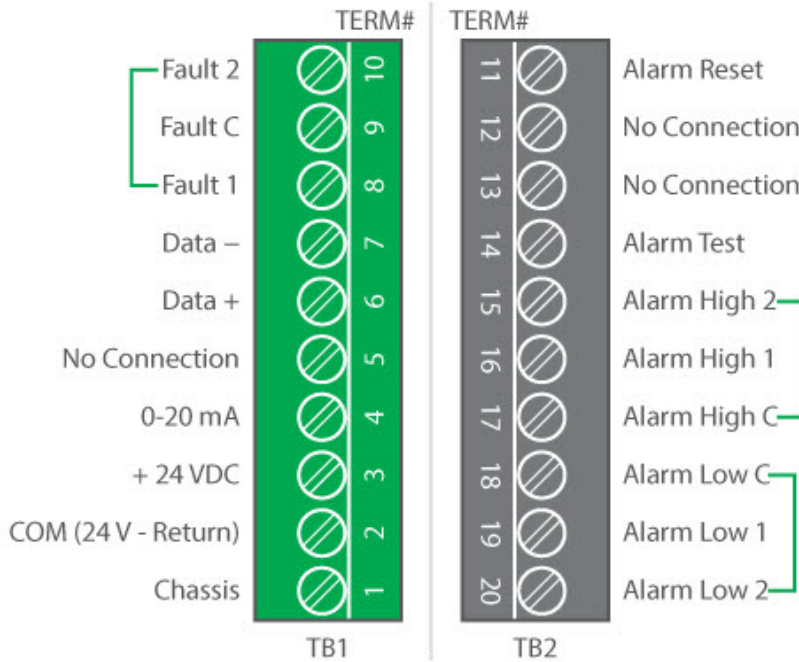 TERM# TERM#
Fault 2 10 11 Alarm Reset
Fault C 9 12 No Connection
Fault 1 8 13 No Connection
Data – 7 14 Alarm Test
Data + 6 15 Alarm High 2
No Connection 5 16 Alarm High 1
0-20 mA 4 17 Alarm High C
+ 24 VDC 3 18 Alarm Low C
COM (24 V - Return) 2 19 Alarm Low 1
Chassis 1 20 Alarm Low 2
TB1 TB2